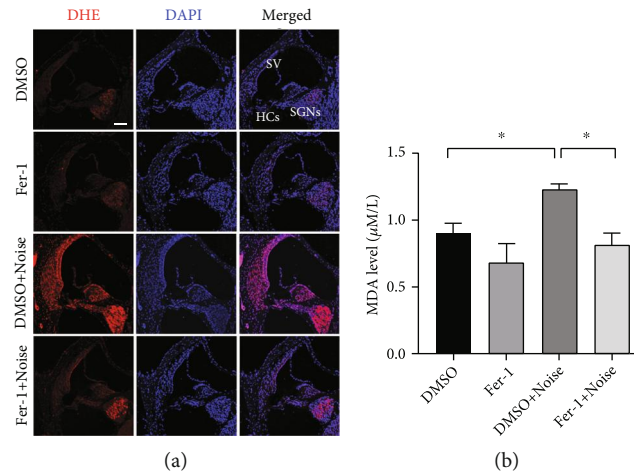 DHE DAPI Merged
DMSO
SV
HCs SGNs
Fer-1
DMSO+Noise
Fer-1+Noise
(a)
* *
MDA level (μM/L)
1.5
1.0
0.5
0.0
DMSO
Fer-1
DMSO+Noise
Fer-1+Noise
(b)